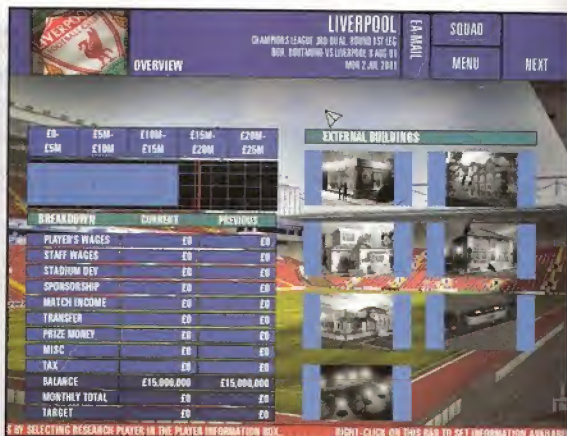 LIVERPOOL
CHAMPIONS LEAGUE 3RD QUAL. ROUND 1ST LEG
BOR. DORTMUND VS LIVERPOOL 8 AUG 01
MON 2 JUL 2001
OVERVIEW
EA-MAIL
SQUAD
MENU
NEXT
£0-£5M
£5M-£10M
£10M-£15M
£15M-£20M
£20M-£25M
EXTERNAL BUILDINGS
BREAKDOWN CURRENT PREVIOUS
PLAYER'S WAGES £0 £0
STAFF WAGES £0 £0
STADIUM DEV £0 £0
SPONSORSHIP £0 £0
MATCH INCOME £0 £0
TRANSFER £0 £0
PRIZE MONEY £0 £0
MISC £0 £0
TAX £0 £0
BALANCE £15,000,000 £15,000,000
MONTHLY TOTAL £0 £0
TARGET £0 £0
S BY SELECTING RESEARCH PLAYER IN THE PLAYER INFORMATION BOX. RIGHT-CLICK ON THIS BAR TO SET INFORMATION AVAILAB